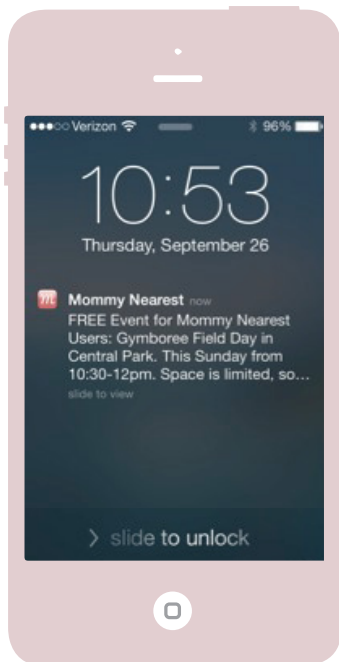 Verizon 96%
10:53
Thursday, September 26
m Mommy Nearest now
FREE Event for Mommy Nearest
Users: Gymboree Field Day in
Central Park. This Sunday from
10:30-12pm. Space is limited, so...
slide to view
> slide to unlock